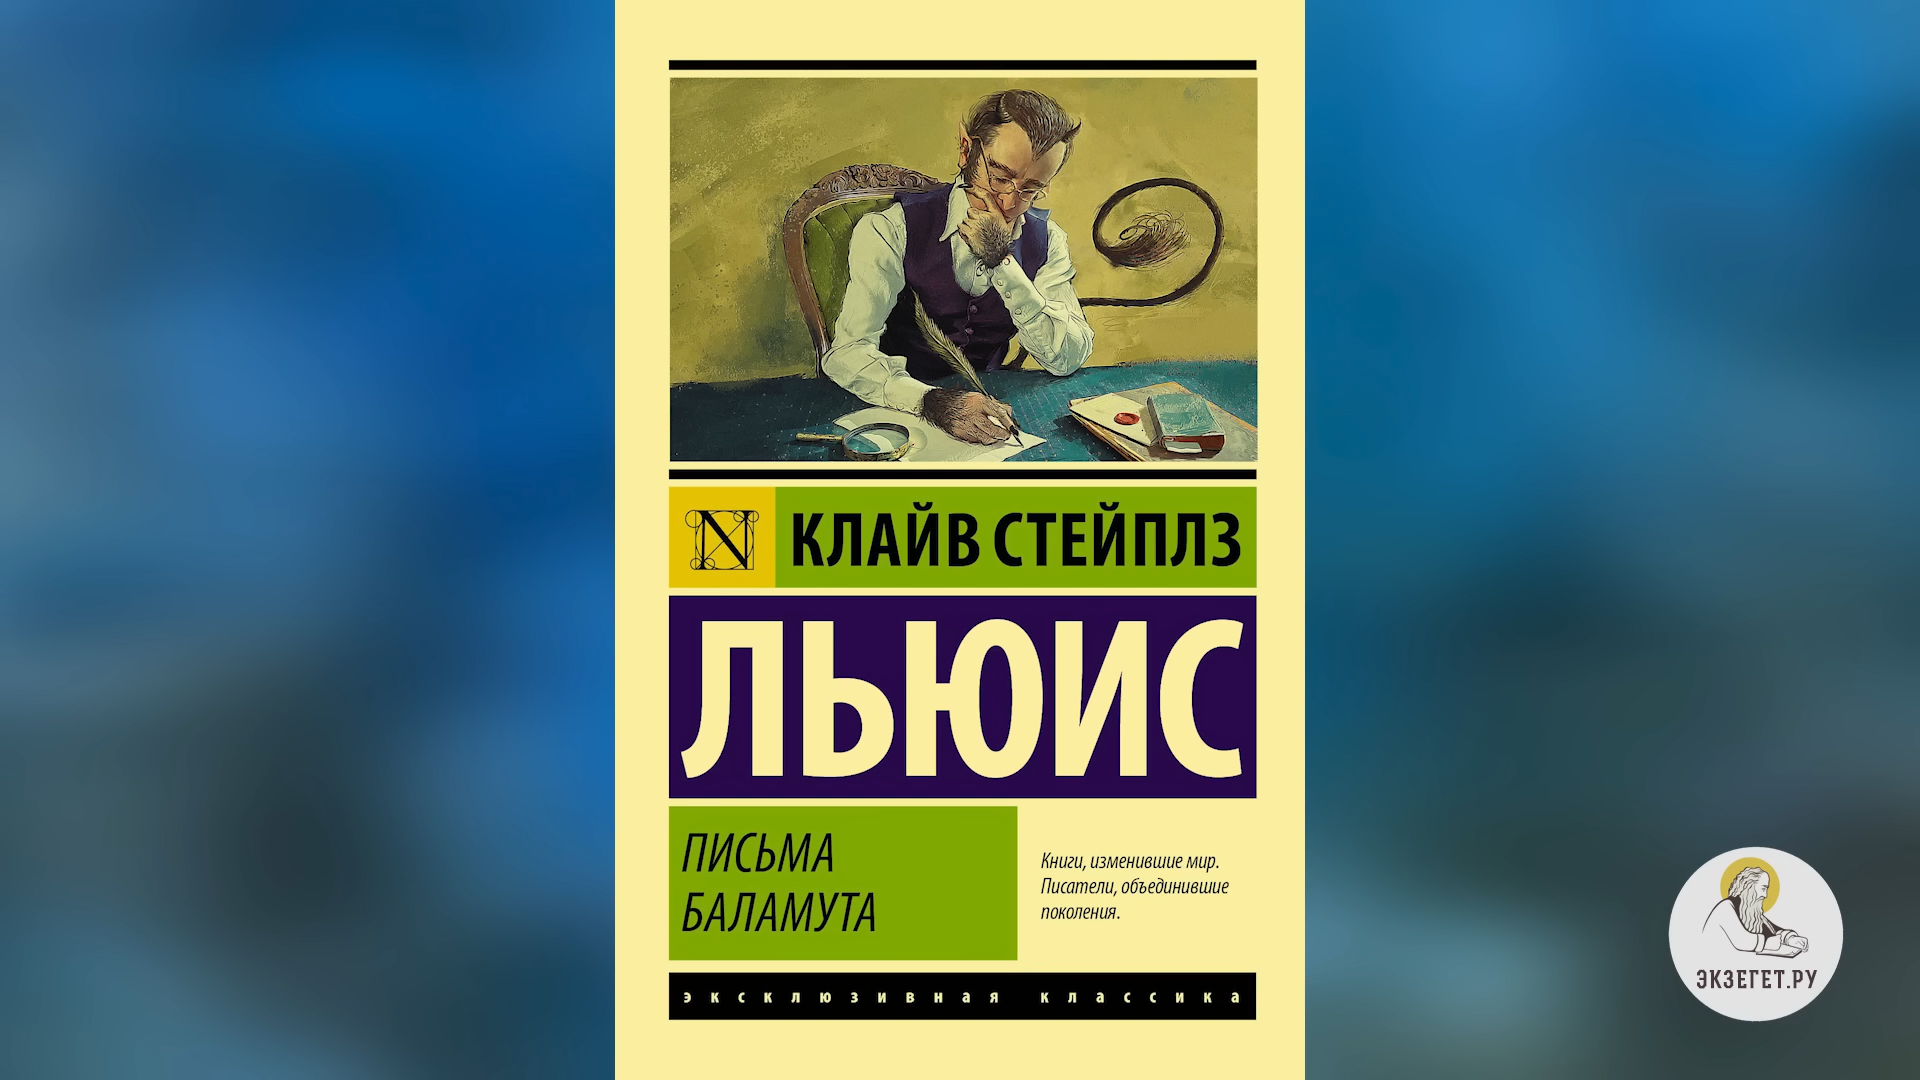 N
КЛАЙВ СТЕЙПЛЗ
ЛЬЮИС
ПИСЬМА
БАЛАМУТА
Книги, изменившие мир.
Писатели, объединившие
поколения.
эксклюзивная классика
ЭКЗЕГЕТ.РУ